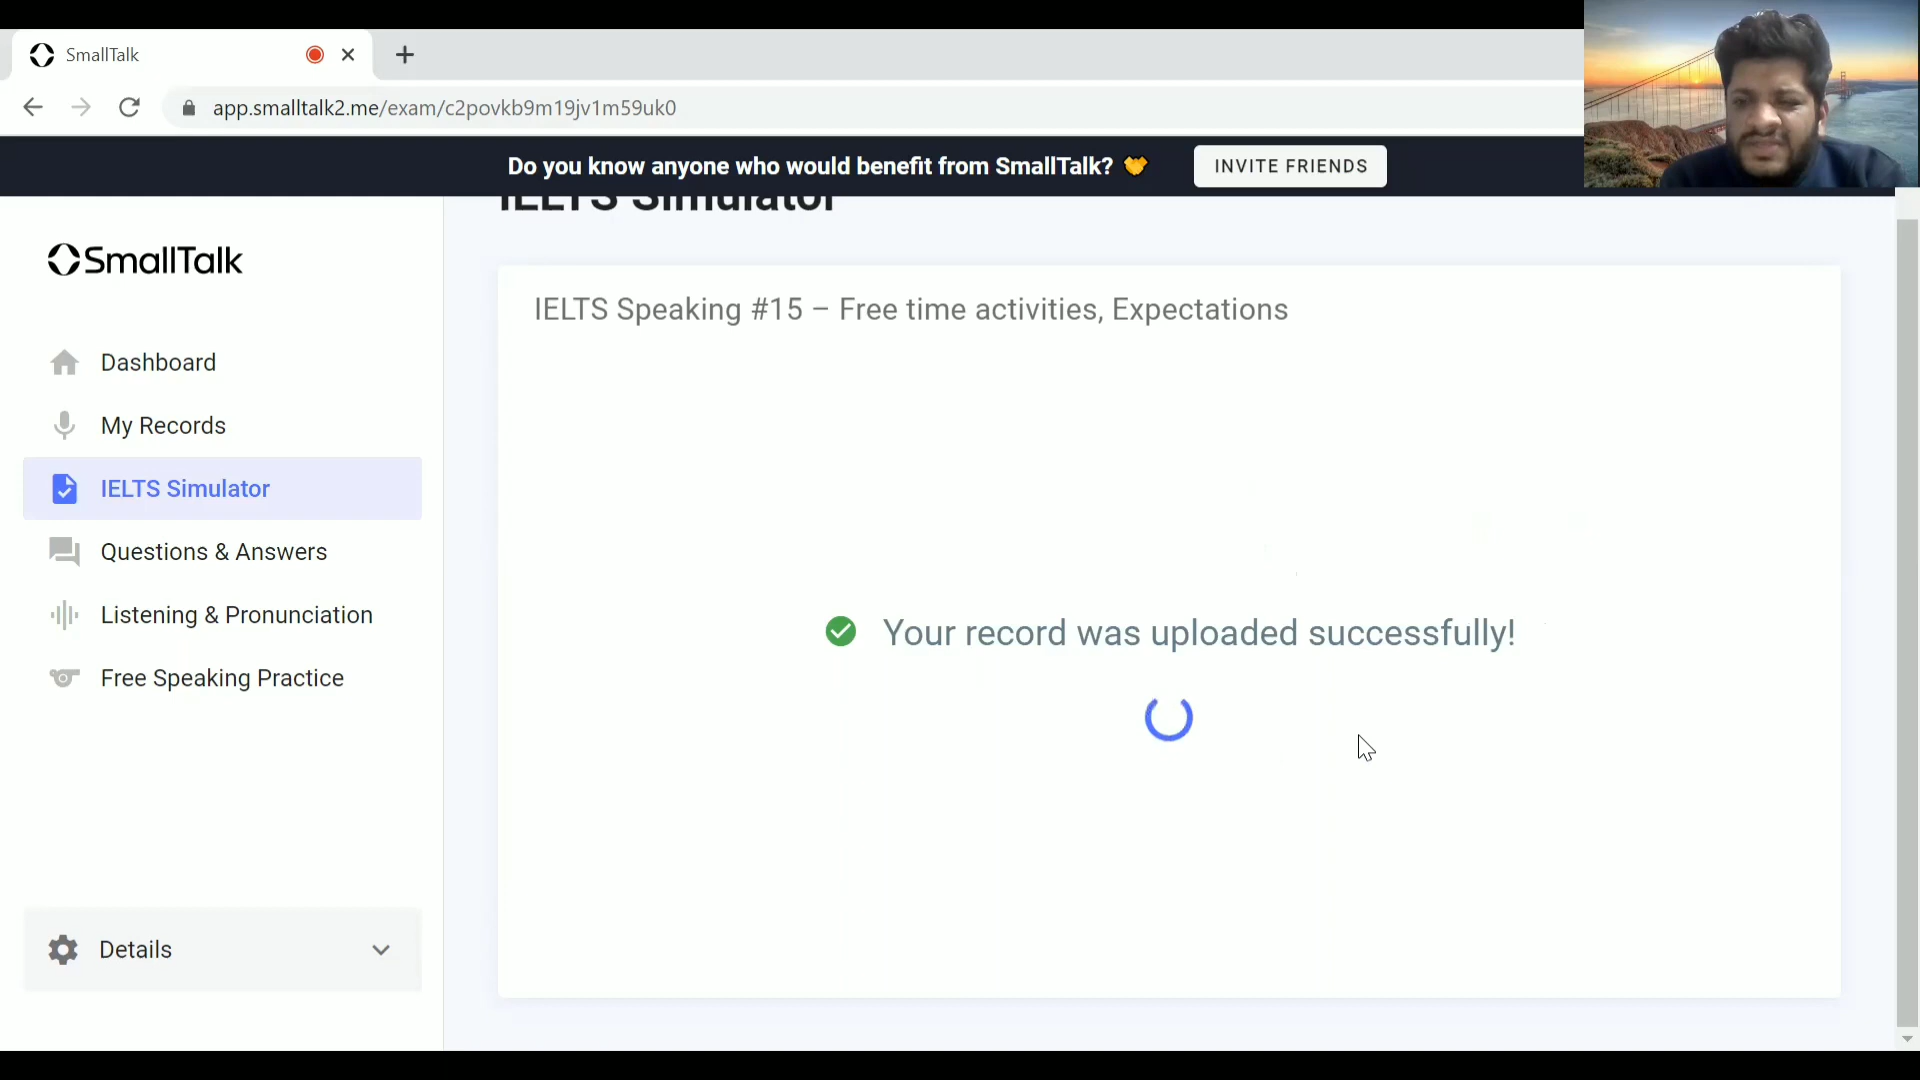 SmallTalk
app.smalltalk2.me/exam/c2povkb9m19jv1m59uk0
Do you know anyone who would benefit from SmallTalk?
INVITE FRIENDS
IELTS Simulator
SmallTalk
IELTS Speaking #15 – Free time activities, Expectations
Dashboard
My Records
IELTS Simulator
Questions & Answers
Listening & Pronunciation
Free Speaking Practice
Your record was uploaded successfully!
Details